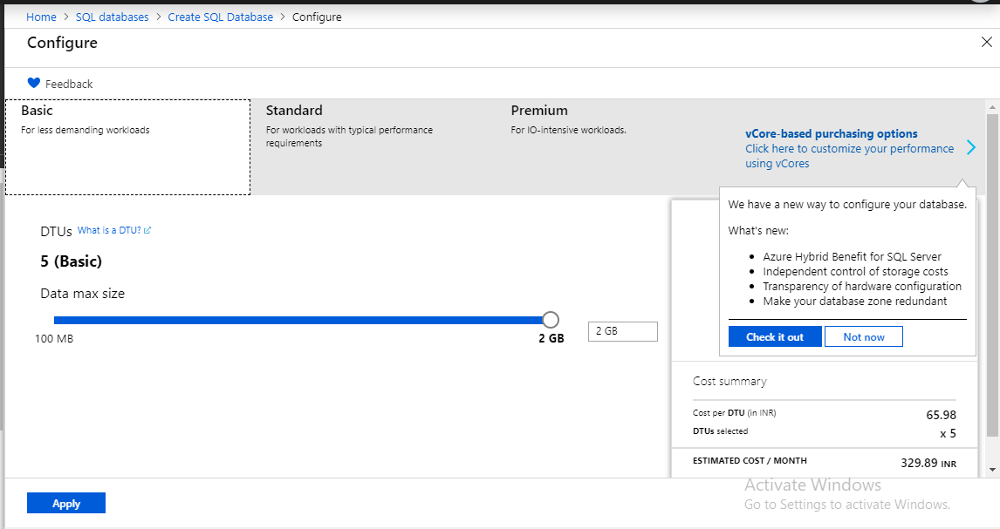 Home > SQL databases > Create SQL Database > Configure
Configure
Feedback
Basic
For less demanding workloads
Standard
For workloads with typical performance
requirements
Premium
For IO-intensive workloads.
vCore-based purchasing options
Click here to customize your performance
using vCores
We have a new way to configure your database.
What's new:
• Azure Hybrid Benefit for SQL Server
• Independent control of storage costs
• Transparency of hardware configuration
• Make your database zone redundant
Check it out
Not now
DTUs What is a DTU?
5 (Basic)
Data max size
100 MB
2 GB
2 GB
Cost summary
Cost per DTU (in INR) 65.98
DTUs selected x 5
ESTIMATED COST / MONTH 329.89 INR
Apply
Activate Windows
Go to Settings to activate Windows.